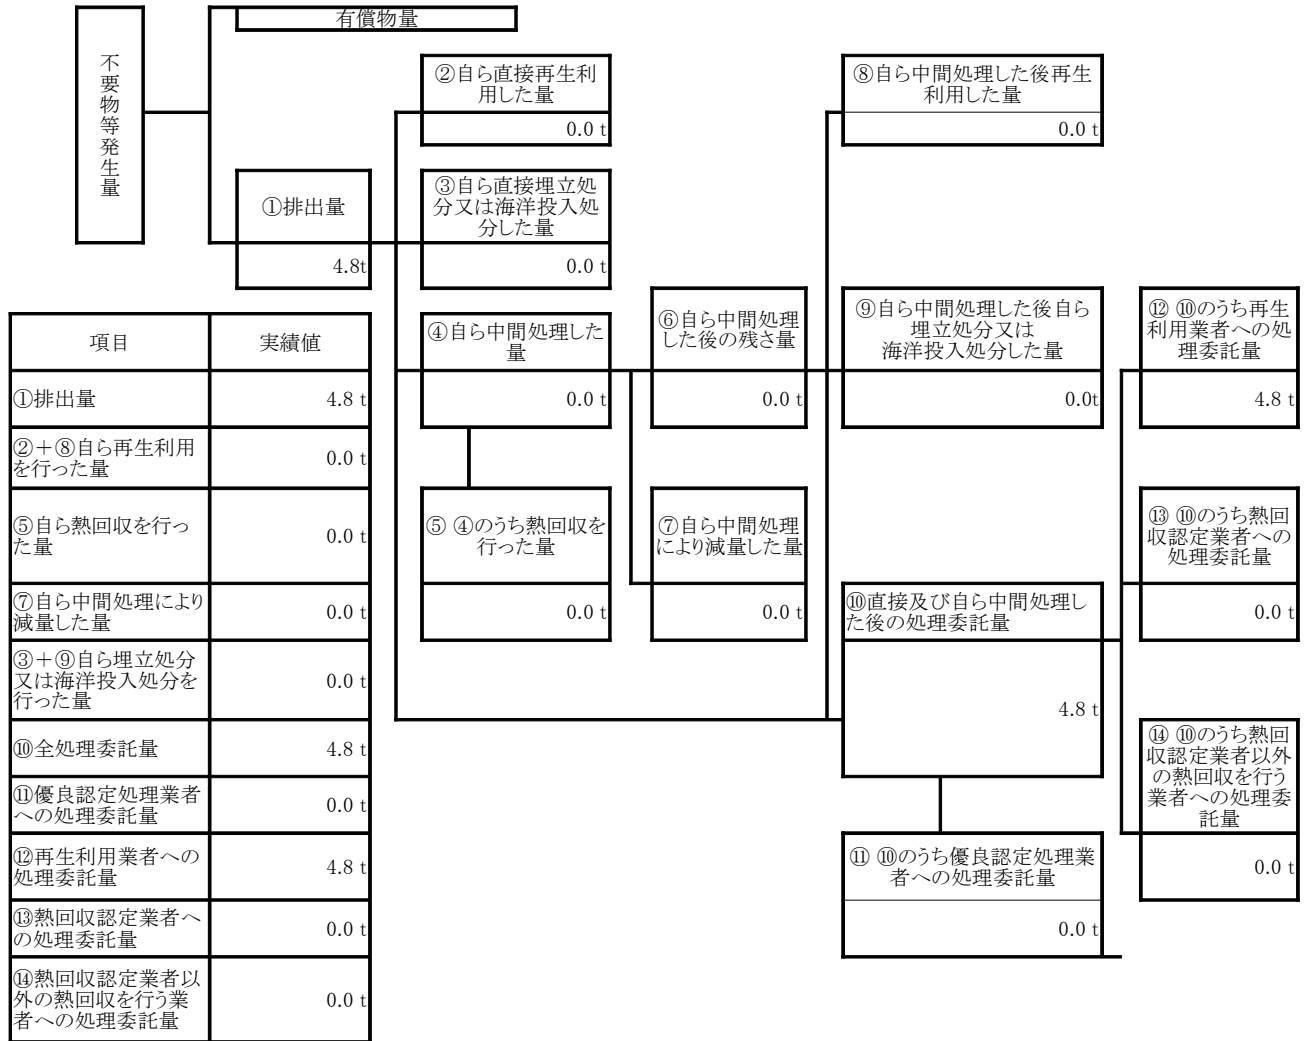 有償物量
不要物等発生量
②自ら直接再生利
用した量
0.0 t
⑧自ら中間処理した後再生
利用した量
0.0 t
①排出量
4.8t
③自ら直接埋立処
分又は海洋投入処
分した量
0.0 t
④自ら中間処理した
量
0.0 t
⑥自ら中間処理
した後の残さ量
0.0 t
⑨自ら中間処理した後自ら
埋立処分又は
海洋投入処分した量
0.0t
⑫ ⑩のうち再生
利用業者への処
理委託量
4.8 t
⑤ ④のうち熱回収を
行った量
0.0 t
⑦自ら中間処理
により減量した量
0.0 t
⑩直接及び自ら中間処理し
た後の処理委託量
4.8 t
⑬ ⑩のうち熱回
収認定業者への
処理委託量
0.0 t
⑭ ⑩のうち熱回
収認定業者以外
の熱回収を行う
業者への処理委
託量
0.0 t
⑪ ⑩のうち優良認定処理業
者への処理委託量
0.0 t
項目 実績値
①排出量 4.8 t
②＋⑧自ら再生利用
を行った量
0.0 t
⑤自ら熱回収を行っ
た量
0.0 t
⑦自ら中間処理により
減量した量
0.0 t
③＋⑨自ら埋立処分
又は海洋投入処分を
行った量
0.0 t
⑩全処理委託量 4.8 t
⑪優良認定処理業者
への処理委託量
0.0 t
⑫再生利用業者への
処理委託量
4.8 t
⑬熱回収認定業者へ
の処理委託量
0.0 t
⑭熱回収認定業者以
外の熱回収を行う業
者への処理委託量
0.0 t